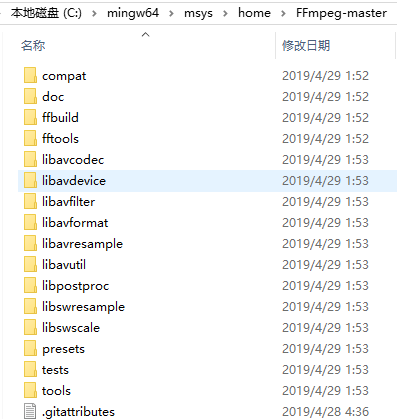 本地磁盘 (C:) › mingw64 › msys › home › FFmpeg-master
名称 修改日期
compat 2019/4/29 1:52
doc 2019/4/29 1:52
ffbuild 2019/4/29 1:52
fftools 2019/4/29 1:52
libavcodec 2019/4/29 1:53
libavdevice 2019/4/29 1:53
libavfilter 2019/4/29 1:53
libavformat 2019/4/29 1:53
libavresample 2019/4/29 1:53
libavutil 2019/4/29 1:53
libpostproc 2019/4/29 1:53
libswresample 2019/4/29 1:53
libswscale 2019/4/29 1:53
presets 2019/4/29 1:53
tests 2019/4/29 1:53
tools 2019/4/29 1:53
.gitattributes 2019/4/28 4:36